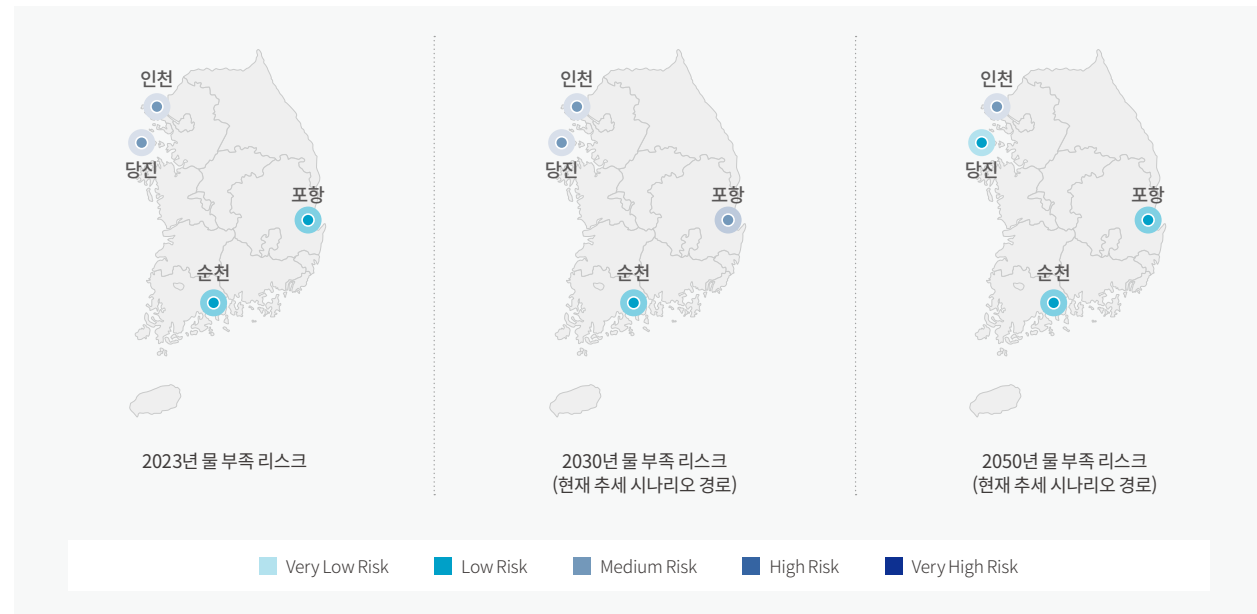 인천
당진
포항
순천
2023년 물 부족 리스크
인천
당진
포항
순천
2030년 물 부족 리스크
(현재 추세 시나리오 경로)
인천
당진
포항
순천
2050년 물 부족 리스크
(현재 추세 시나리오 경로)
Very Low Risk
Low Risk
Medium Risk
High Risk
Very High Risk